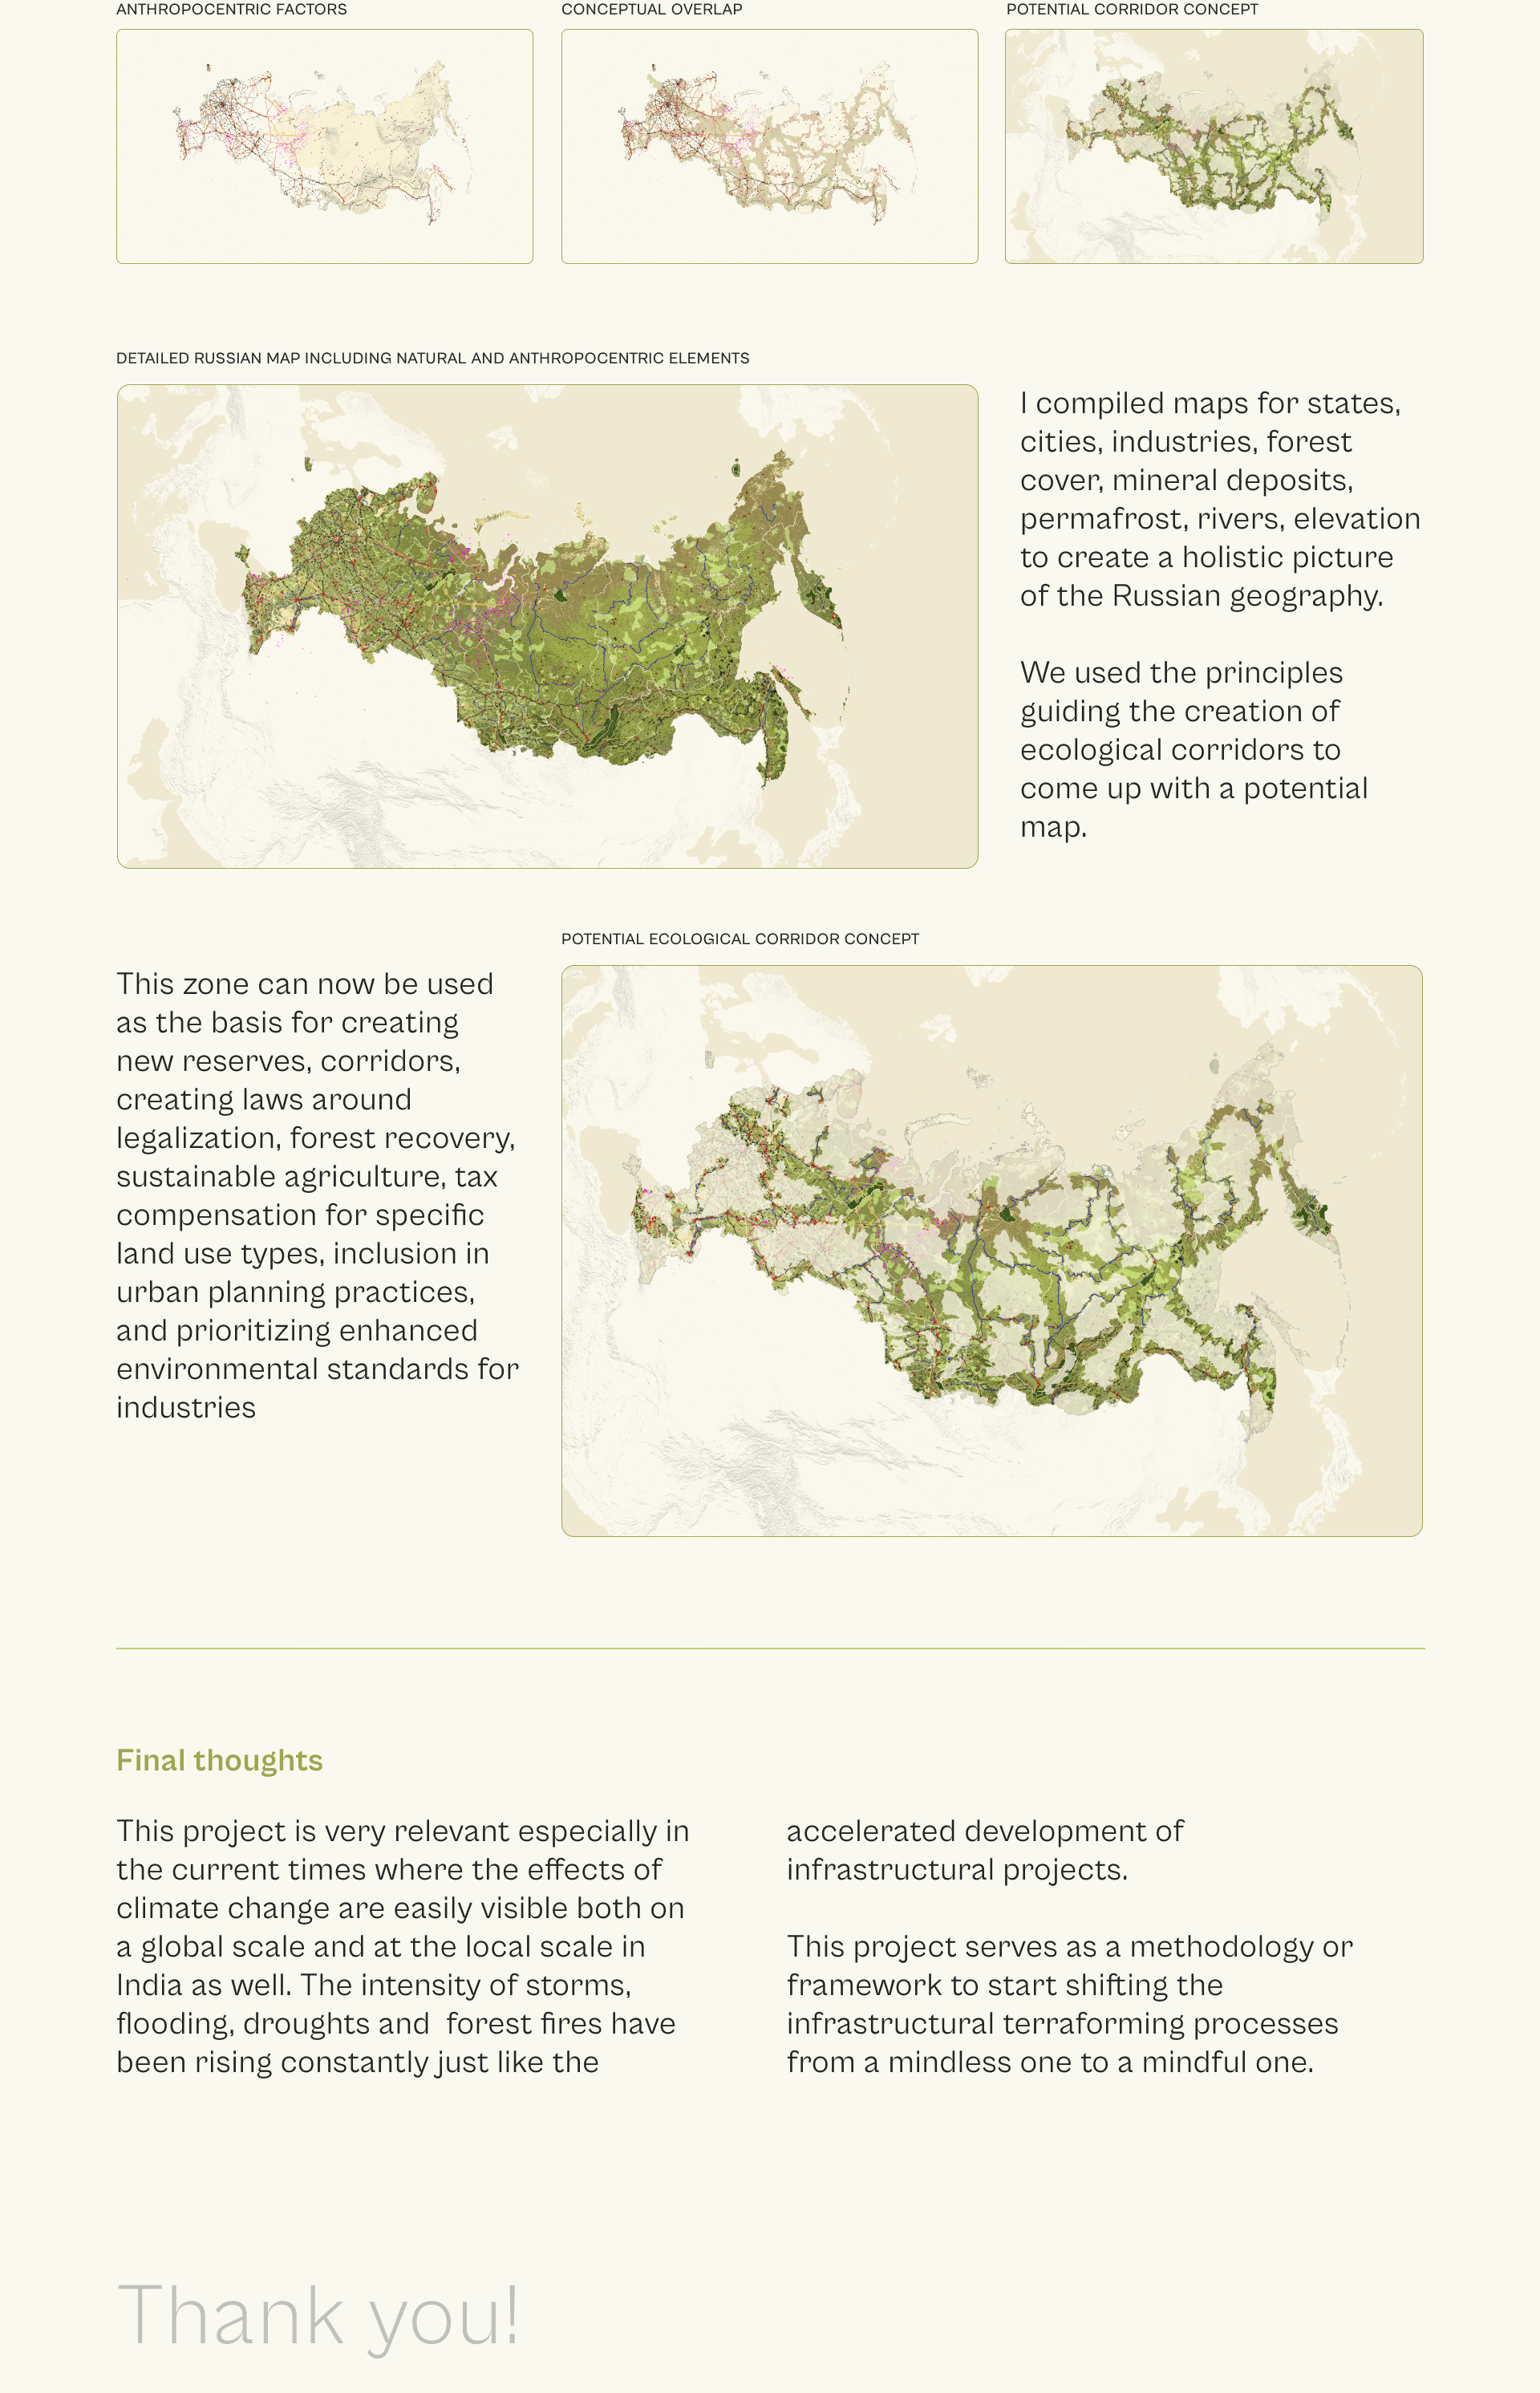 ANTHROPOCENTRIC FACTORS
CONCEPTUAL OVERLAP
POTENTIAL CORRIDOR CONCEPT
DETAILED RUSSIAN MAP INCLUDING NATURAL AND ANTHROPOCENTRIC ELEMENTS
I compiled maps for states,
cities, industries, forest
cover, mineral deposits,
permafrost, rivers, elevation
to create a holistic picture
of the Russian geography.
We used the principles
guiding the creation of
ecological corridors to
come up with a potential
map.
POTENTIAL ECOLOGICAL CORRIDOR CONCEPT
This zone can now be used
as the basis for creating
new reserves, corridors,
creating laws around
legalization, forest recovery,
sustainable agriculture, tax
compensation for specific
land use types, inclusion in
urban planning practices,
and prioritizing enhanced
environmental standards for
industries
Final thoughts
This project is very relevant especially in
the current times where the effects of
climate change are easily visible both on
a global scale and at the local scale in
India as well. The intensity of storms,
flooding, droughts and  forest fires have
been rising constantly just like the
accelerated development of
infrastructural projects.
This project serves as a methodology or
framework to start shifting the
infrastructural terraforming processes
from a mindless one to a mindful one.
Thank you!